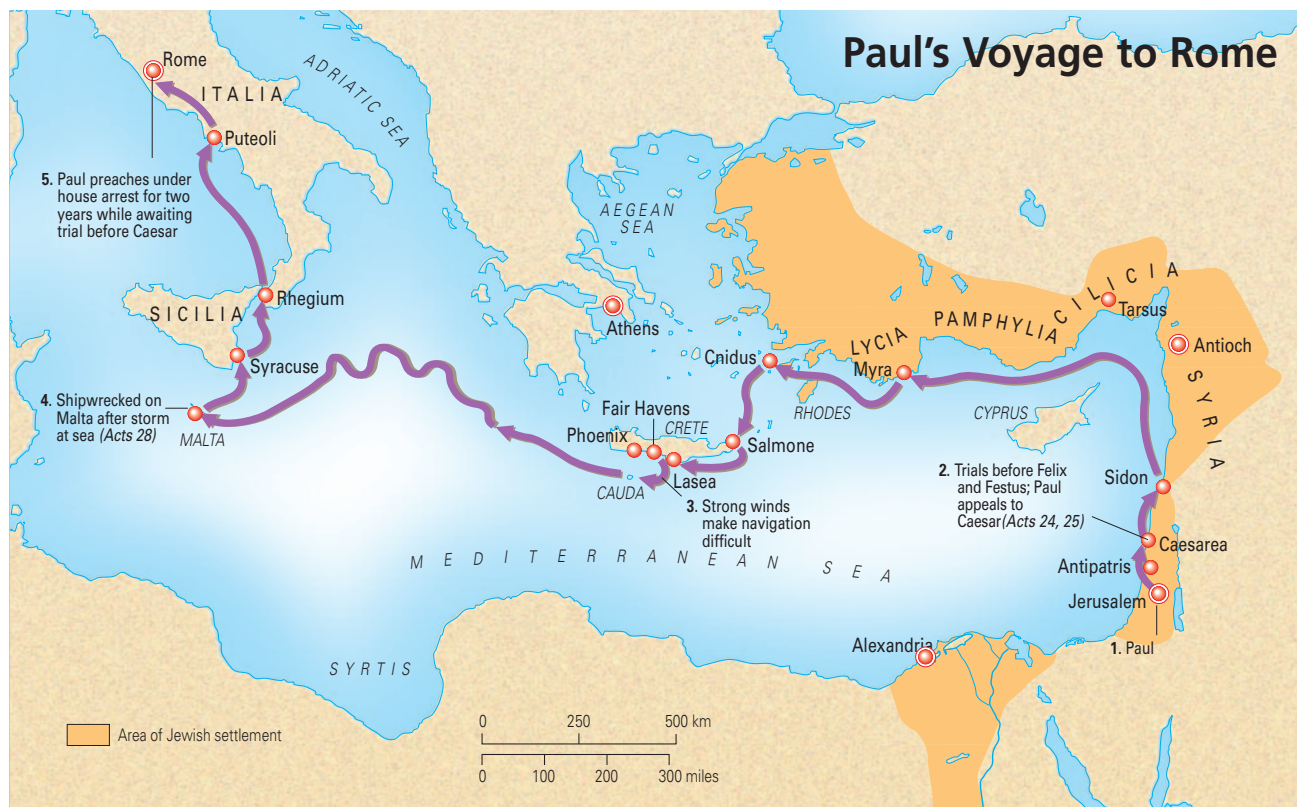 Paul's Voyage to Rome
Rome
ITALIA
ADRIATIC SEA
Puteoli
5. Paul preaches under
house arrest for two
years while awaiting
trial before Caesar
AEGEAN
SEA
SICILIA
Rhegium
Athens
Syracuse
4. Shipwrecked on
Malta after storm
at sea (Acts 28)
MALTA
Cnidus
LYCIA
PAMPHYLIA
CILICIA
Tarsus
Antioch
SYRIA
Myra
RHODES
CYPRUS
Fair Havens
CRETE
Phoenix
Salmone
Lasea
CAUDA
3. Strong winds
make navigation
difficult
2. Trials before Felix
and Festus; Paul
appeals to
Caesar(Acts 24, 25)
Sidon
Caesarea
Antipatris
Jerusalem
1. Paul
MEDITERRANEAN SEA
Alexandria
SYRTIS
Area of Jewish settlement
0 250 500 km
0 100 200 300 miles